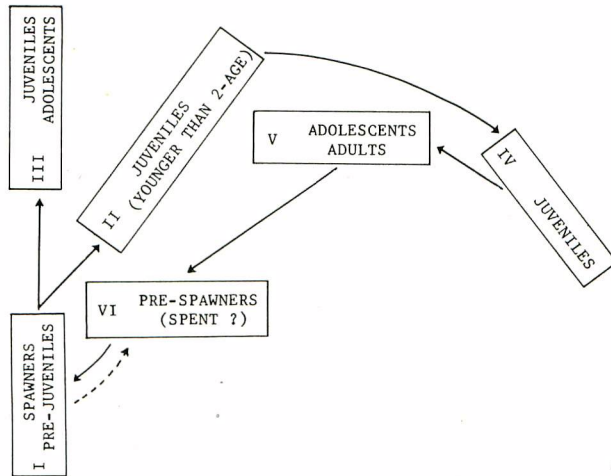 I SPAWNERS
PRE-JUVENILES
II JUVENILES
(YOUNGER THAN 2-AGE)
III JUVENILES
ADOLESCENTS
IV JUVENILES
V ADOLESCENTS
ADULTS
VI PRE-SPAWNERS
(SPENT ?)